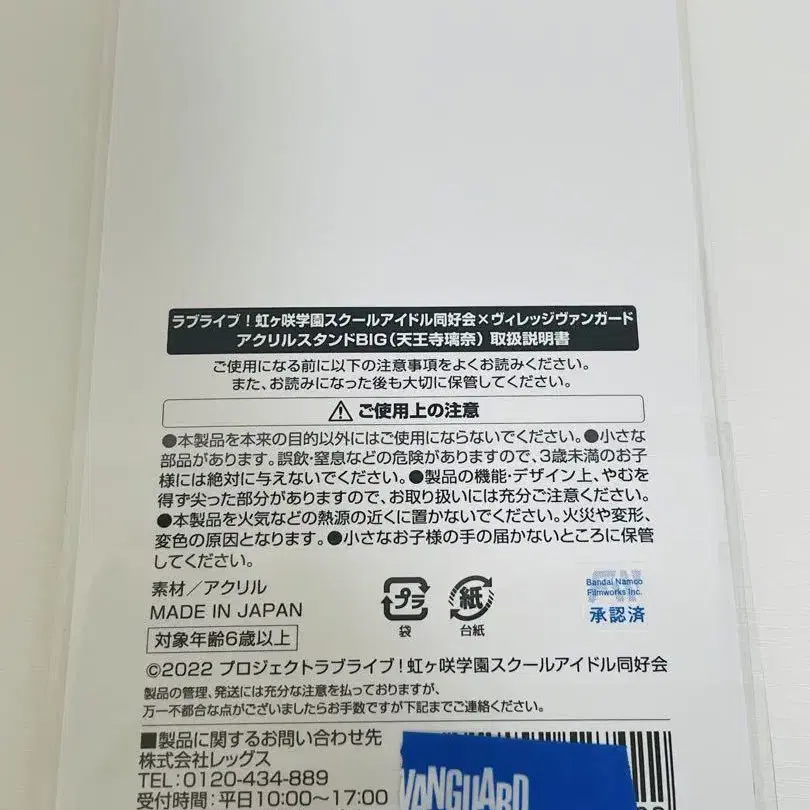 ラブライブ！虹ヶ咲学園スクールアイドル同好会×ヴィレッジヴァンガード
アクリルスタンドBIG（天王寺璃奈）取扱説明書
ご使用になる前に以下の注意事項をよくお読みください。
また、お読みになった後も大切に保管してください。
ご使用上の注意
●本製品を本来の目的以外にはご使用にならないでください。●小さな
部品があります。誤飲・窒息などの危険がありますので、3歳未満のお子
様には絶対に与えないでください。●製品の機能・デザイン上、やむを
得ず尖った部分がありますので、お取り扱いには充分ご注意ください。
●本製品を火気などの熱源の近くに置かないでください。火災や変形、
変色の原因となります。●小さなお子様の手の届かないところに保管
してください。
素材／アクリル
MADE IN JAPAN
対象年齢6歳以上
プラ
袋
紙
台紙
Bandai Namco
Filmworks Inc.
承認済
©2022 プロジェクトラブライブ！虹ヶ咲学園スクールアイドル同好会
製品の管理、発送には充分な注意を払っておりますが、
万一不都合な点がございましたらお手数ですが下記までご連絡ください。
■製品に関するお問い合わせ先
株式会社レッグス
TEL：0120-434-889
受付時間：平日10:00〜17:00
VANGUARD